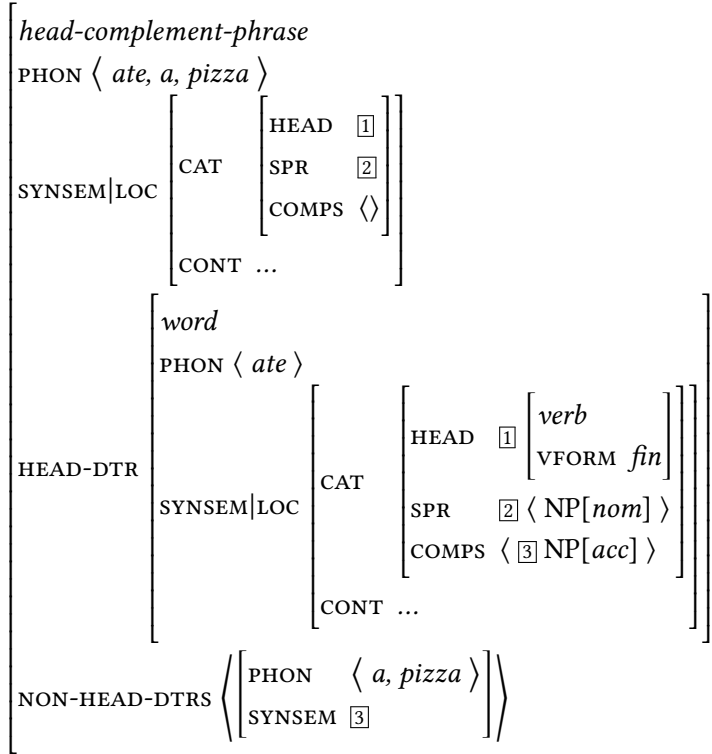 head-complement-phrase
PHON ⟨ ate, a, pizza ⟩
HEAD 1
SYNSEM|LOC CAT SPR 2
COMPS ⟨⟩
CONT ...
word
PHON ⟨ ate ⟩
HEAD 1 verb
VFORM fin
HEAD-DTR SYNSEM|LOC CAT SPR 2 ⟨ NP[nom] ⟩
COMPS ⟨ 3 NP[acc] ⟩
CONT ...
NON-HEAD-DTRS ⟨ PHON ⟨ a, pizza ⟩
SYNSEM 3 ⟩